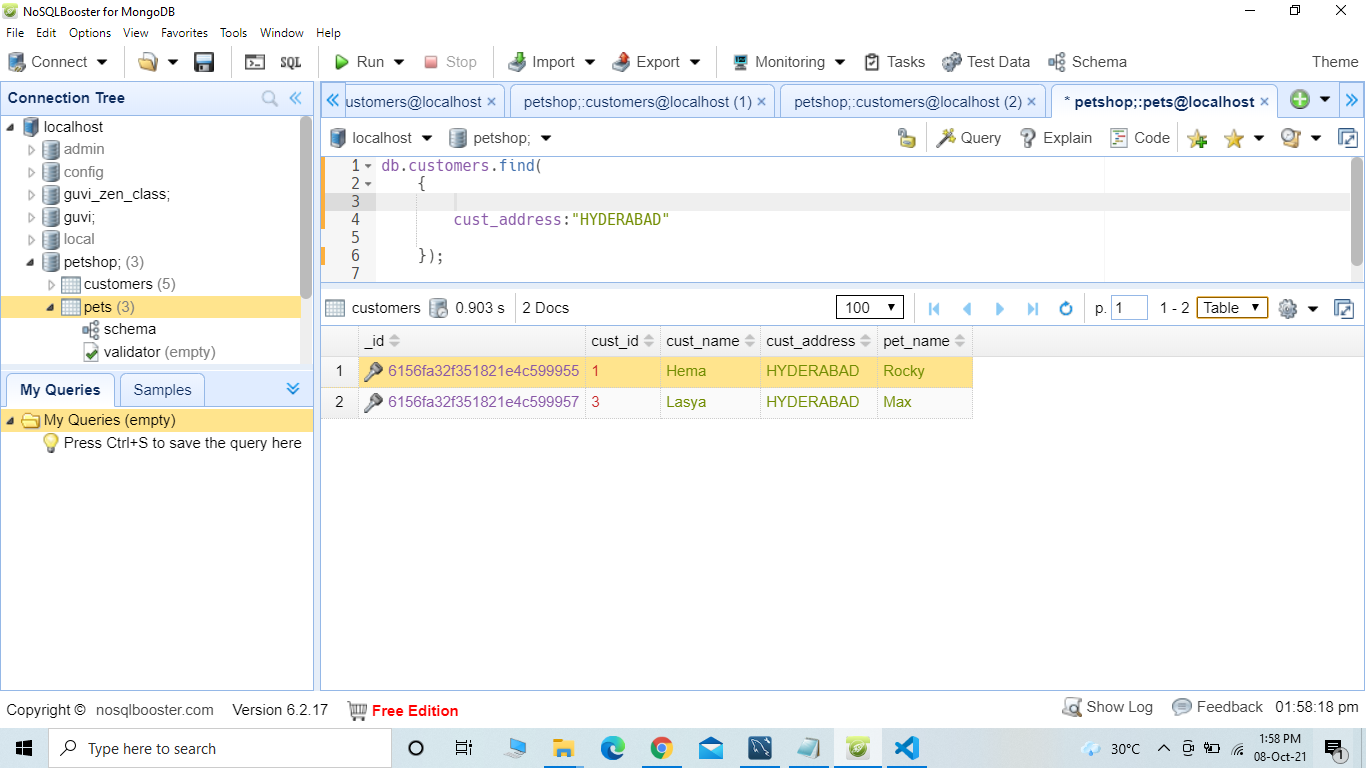 NoSQLBooster for MongoDB
File Edit Options View Favorites Tools Window Help
Connect SQL Run Stop Import Export Monitoring Tasks Test Data Schema Theme
Connection Tree
localhost
admin
config
guvi_zen_class;
guvi;
local
petshop; (3)
customers (5)
pets (3)
schema
validator (empty)
My Queries Samples
My Queries (empty)
Press Ctrl+S to save the query here
ustomers@localhost × petshop;:customers@localhost (1) × petshop;:customers@localhost (2) × * petshop;:pets@localhost ×
localhost petshop; Query Explain Code
1 db.customers.find(
2 {
3
4 cust_address:"HYDERABAD"
5
6 });
7
customers 0.903 s 2 Docs 100 p. 1 1 - 2 Table
_id cust_id cust_name cust_address pet_name
1 6156fa32f351821e4c599955 1 Hema HYDERABAD Rocky
2 6156fa32f351821e4c599957 3 Lasya HYDERABAD Max
Copyright © nosqlbooster.com Version 6.2.17 Free Edition Show Log Feedback 01:58:18 pm
Type here to search 30°C 1:58 PM
08-Oct-21 1